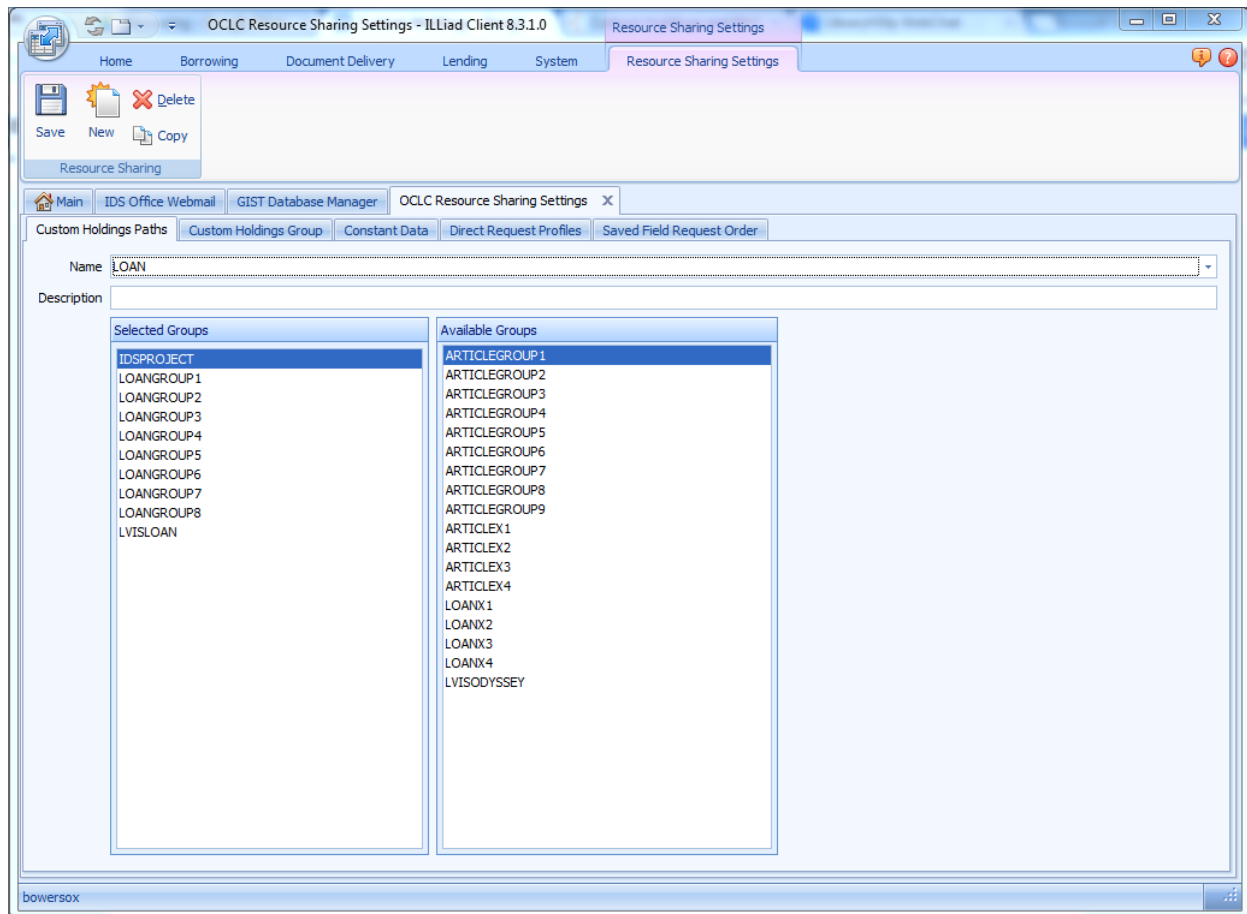 OCLC Resource Sharing Settings - ILLiad Client 8.3.1.0
Resource Sharing Settings
Home Borrowing Document Delivery Lending System Resource Sharing Settings
Save
New
Delete
Copy
Resource Sharing
Main IDS Office Webmail GIST Database Manager OCLC Resource Sharing Settings X
Custom Holdings Paths Custom Holdings Group Constant Data Direct Request Profiles Saved Field Request Order
Name LOAN
Description
Selected Groups
IDSPROJECT
LOANGROUP1
LOANGROUP2
LOANGROUP3
LOANGROUP4
LOANGROUP5
LOANGROUP6
LOANGROUP7
LOANGROUP8
LVISLOAN
Available Groups
ARTICLEGROUP1
ARTICLEGROUP2
ARTICLEGROUP3
ARTICLEGROUP4
ARTICLEGROUP5
ARTICLEGROUP6
ARTICLEGROUP7
ARTICLEGROUP8
ARTICLEGROUP9
ARTICLEX1
ARTICLEX2
ARTICLEX3
ARTICLEX4
LOANX1
LOANX2
LOANX3
LOANX4
LVISODYSSEY
bowersox